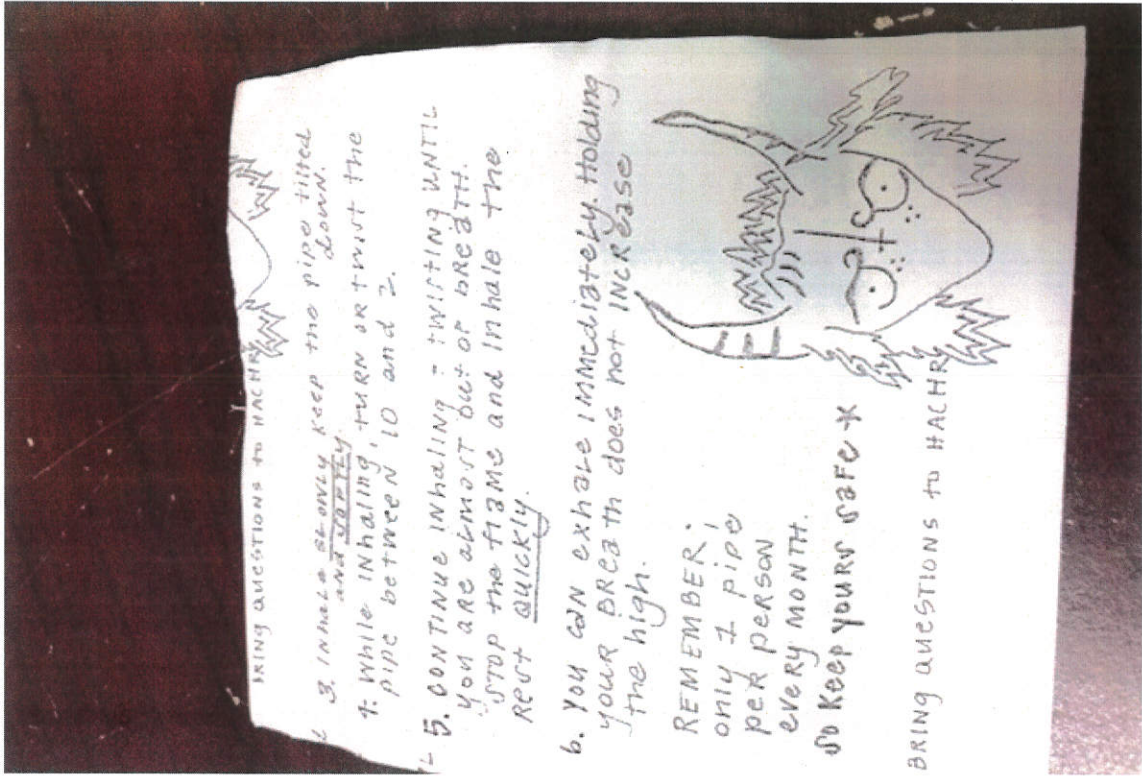 BRING QUESTIONS to HACHR
3. INHale SLOWLY Keep the pipe tilted
and SOFTLY down.
4. While INHaling, tURN OR twist the
pipe between 10 and 2.
5. CONTINUE INhaling + TWISTING UNTIL
you ARE almost out OF BReATH.
STOP the flame and INhale the
Rest QUICKLY.
6. YOU CAN exhale IMMediately. Holding
your BReath does not INCRease
the high.
REMEMBER;
only 1 pipe
per person
eveRy MONTH.
SO Keep YOURS Safe *
BRING QUESTIONS to HACHR